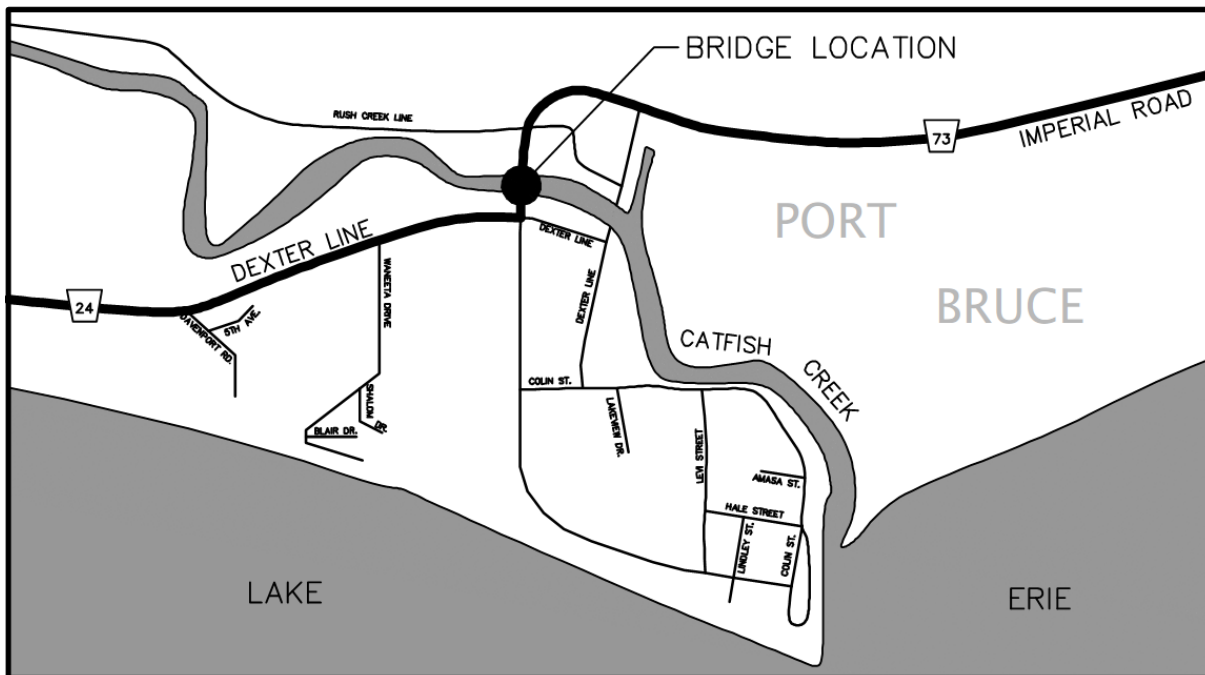 BRIDGE LOCATION
RUSH CREEK LINE
IMPERIAL ROAD
73
PORT
BRUCE
DEXTER LINE
DEXTER LINE
DEXTER LINE
24
WANEETA DRIVE
5TH AVE.
DAVENPORT RD.
CATFISH
CREEK
COLIN ST.
SHALOM DR.
BLAIR DR.
LAKEVIEW DR.
LEVI STREET
AMASA ST.
HALE STREET
LINDLEY ST.
COLIN ST.
LAKE
ERIE